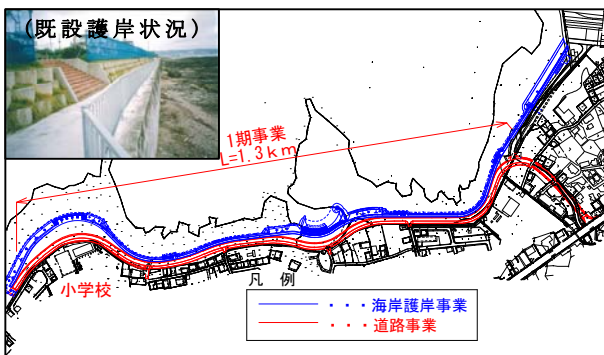 (既設護岸状況)
1期事業
L=1.3km
小学校
凡 例
・・・海岸護岸事業
・・・道路事業